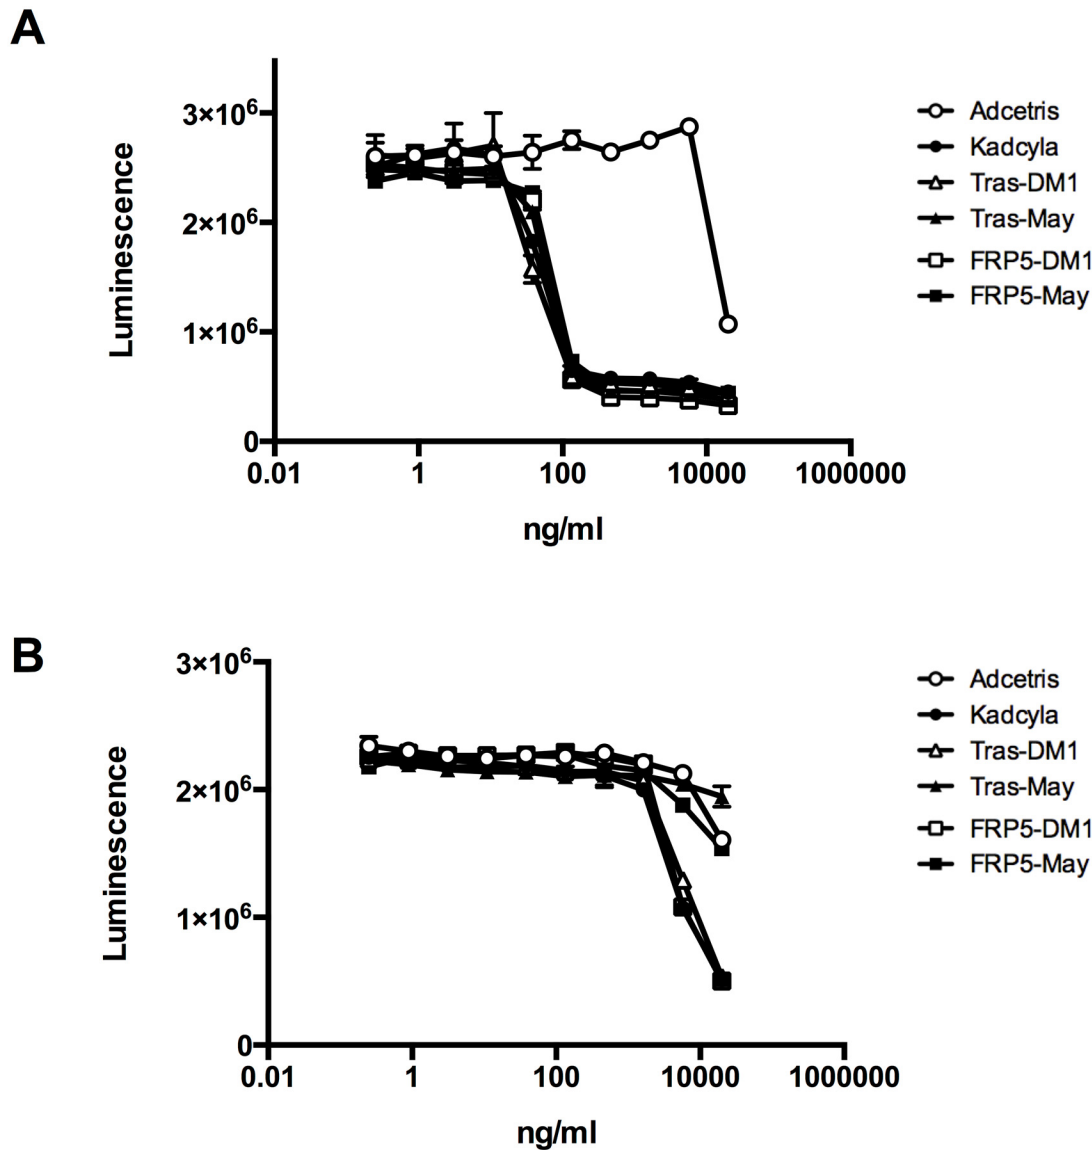 A
Luminescence
3×10⁶
2×10⁶
1×10⁶
0
0.01 1 100 10000 1000000
ng/ml
Adcetris
Kadcyla
Tras-DM1
Tras-May
FRP5-DM1
FRP5-May
B
Luminescence
3×10⁶
2×10⁶
1×10⁶
0
0.01 1 100 10000 1000000
ng/ml
Adcetris
Kadcyla
Tras-DM1
Tras-May
FRP5-DM1
FRP5-May